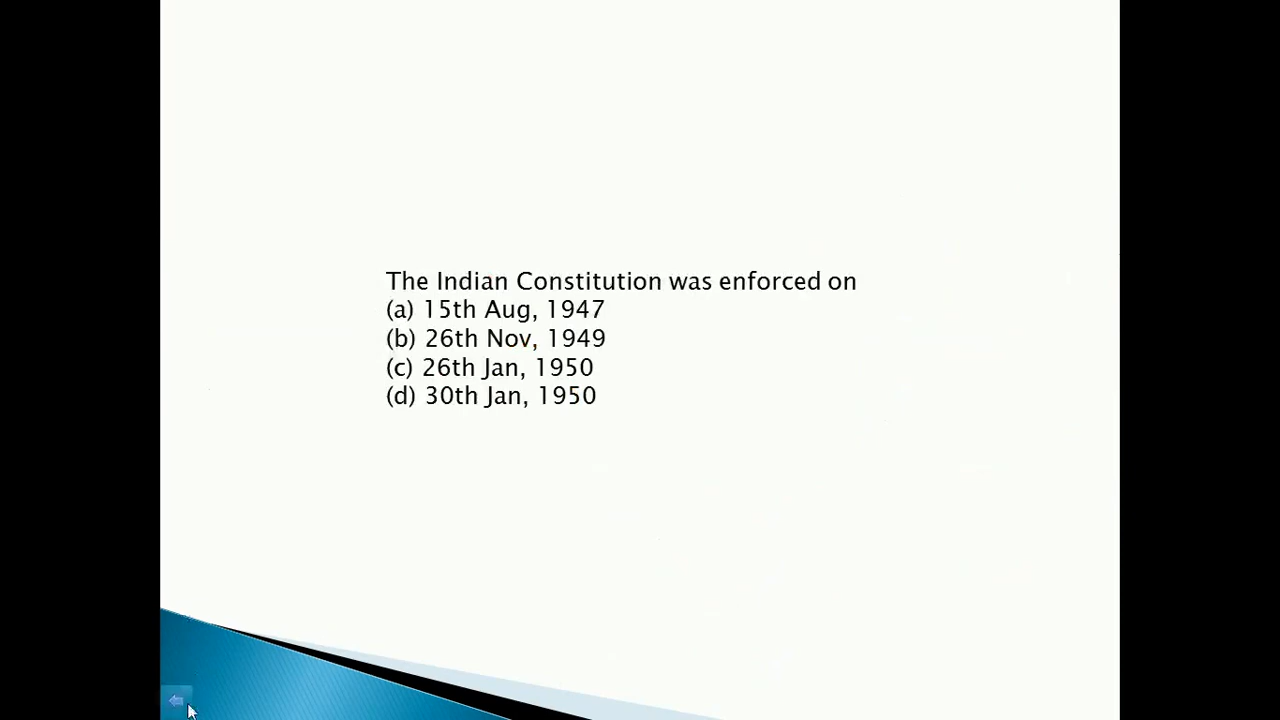 The Indian Constitution was enforced on
(a) 15th Aug, 1947
(b) 26th Nov, 1949
(c) 26th Jan, 1950
(d) 30th Jan, 1950